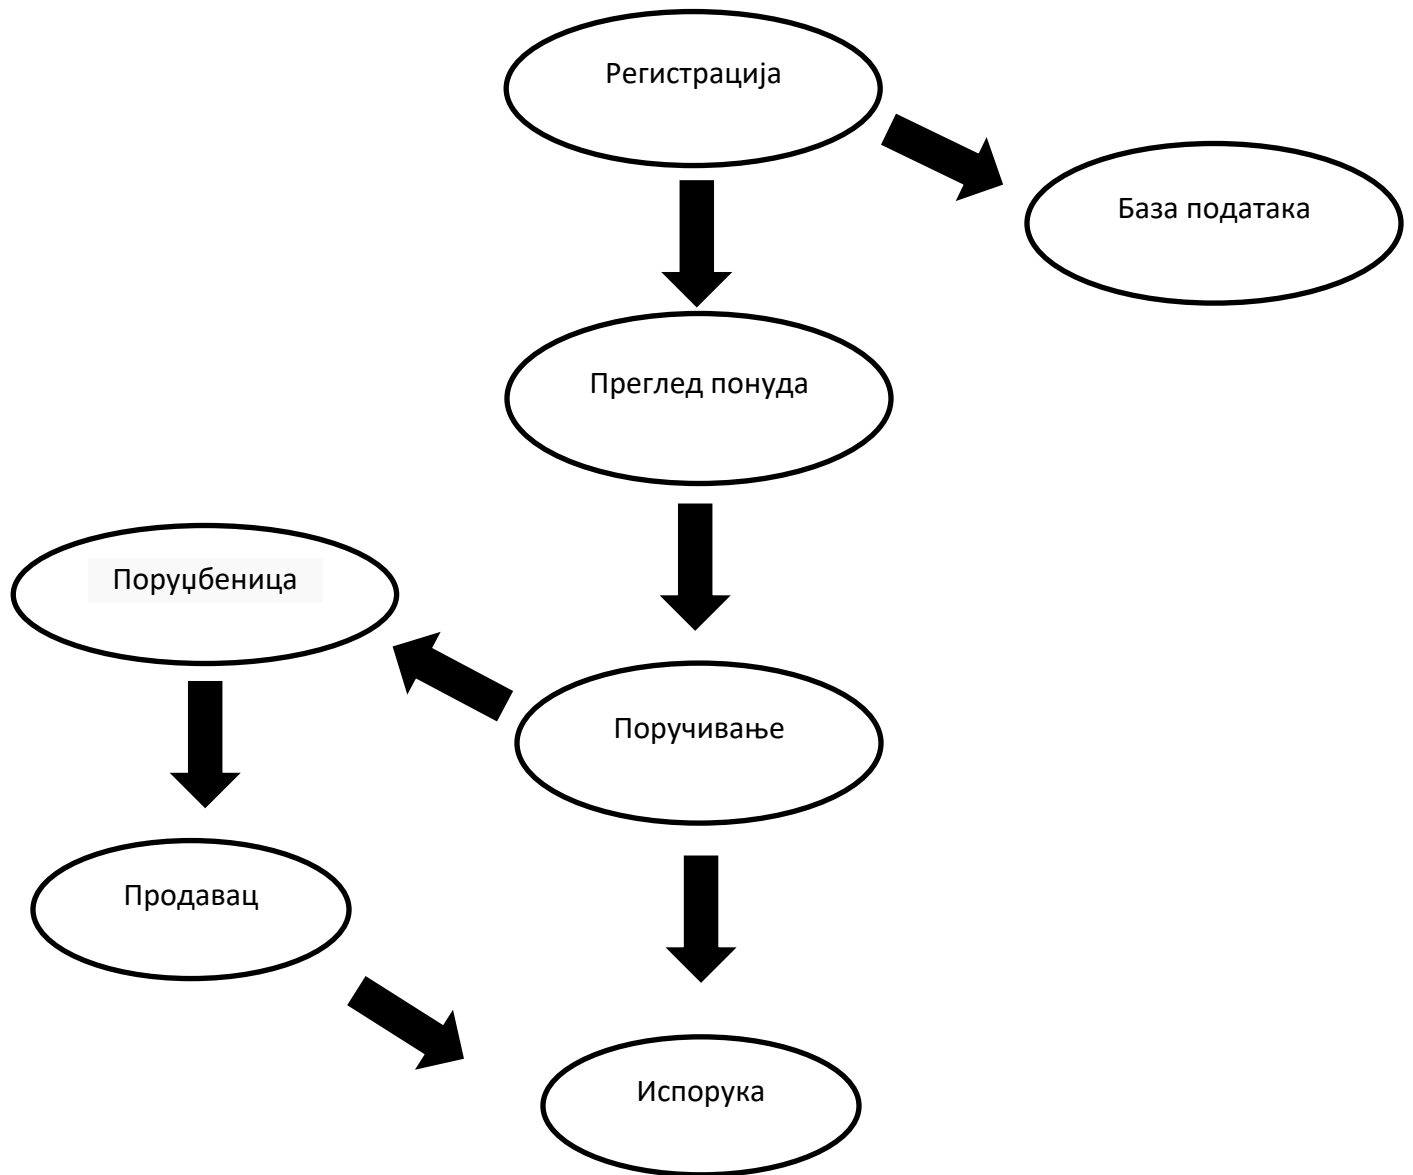 Регистрација
База података
Преглед понуда
Поруџбеница
Поручивање
Продавац
Испорука